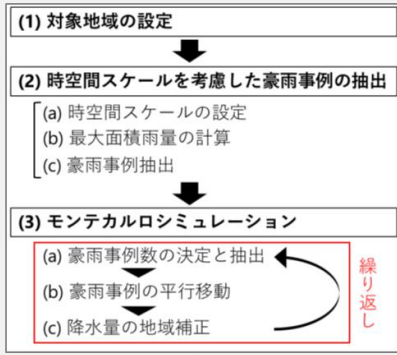 (1) 対象地域の設定
(2) 時空間スケールを考慮した豪雨事例の抽出
(a) 時空間スケールの設定
(b) 最大面積雨量の計算
(c) 豪雨事例抽出
(3) モンテカルロシミュレーション
(a) 豪雨事例数の決定と抽出
(b) 豪雨事例の平行移動
(c) 降水量の地域補正
繰り返し